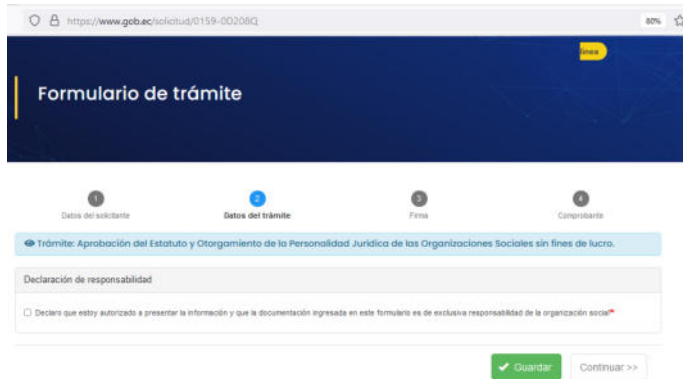 https://www.gob.ec/solicitud/0159-0D208Q
80%
línea
Formulario de trámite
1
2
3
4
Datos del solicitante
Datos del trámite
Firma
Comprobante
Trámite: Aprobación del Estatuto y Otorgamiento de la Personalidad Jurídica de las Organizaciones Sociales sin fines de lucro.
Declaración de responsabilidad
Declaro que estoy autorizado a presentar la información y que la documentación ingresada en este formulario es de exclusiva responsabilidad de la organización social*
Guardar
Continuar >>